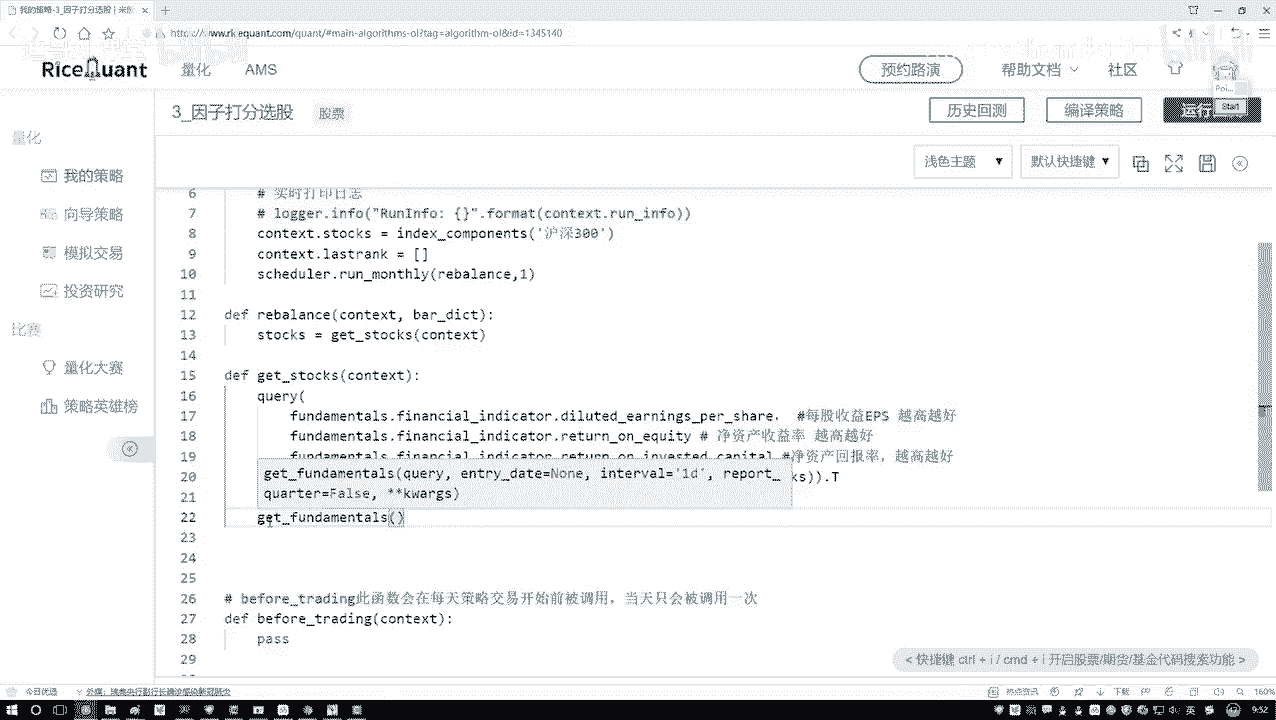 我的策略-3_因子打分选股 | 米
http://www.ricequant.com/quant/#main-algorithms-ol?tag=algorithm-ol&id=1345140
RiceQuant 量化 AMS 预约路演 帮助文档 社区
3_因子打分选股 股票 历史回测 编译策略 运行
Start
浅色主题 默认快捷键
量化
我的策略
向导策略
模拟交易
投资研究
比赛
量化大赛
策略英雄榜
6 # 实时打印日志
7 # logger.info("RunInfo: {}".format(context.run_info))
8 context.stocks = index_components('沪深300')
9 context.lastrank = []
10 scheduler.run_monthly(rebalance,1)
11
12 def rebalance(context, bar_dict):
13 stocks = get_stocks(context)
14
15 def get_stocks(context):
16 query(
17 fundamentals.financial_indicator.diluted_earnings_per_share, #每股收益EPS 越高越好
18 fundamentals.financial_indicator.return_on_equity # 净资产收益率 越高越好
19 fundamentals.financial_indicator.return_on_invested_capital #净资产回报率，越高越好
20 ks)).T
get_fundamentals(query, entry_date=None, interval='1d', report_
quarter=False, **kwargs)
21
22 get_fundamentals()
23
24
25
26 # before_trading此函数会在每天策略交易开始前被调用，当天只会被调用一次
27 def before_trading(context):
28 pass
29
< 快捷键 ctrl + i / cmd + i 开启股票/期货/基金代码搜索功能 >
今日优选 热点资讯 下载 160%
9:52